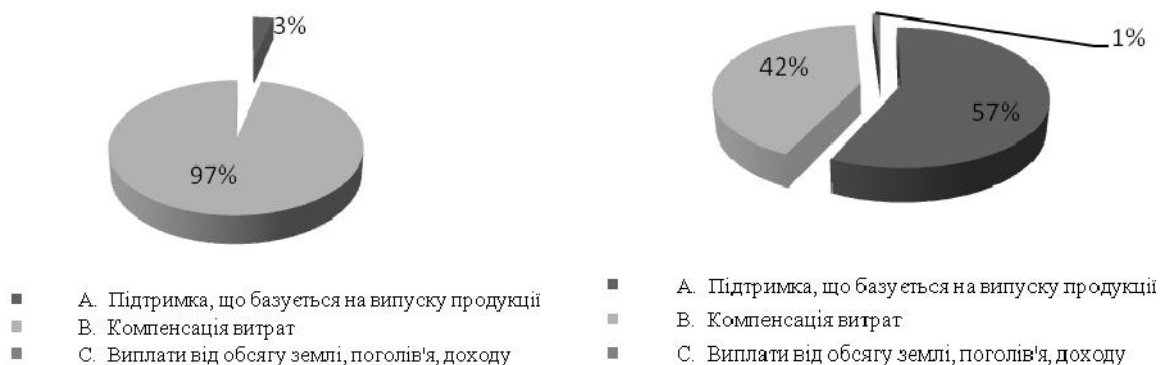 3%
97%
А. Підтримка, що базується на випуску продукції
В. Компенсація витрат
С. Виплати від обсягу землі, поголів'я, доходу
1%
42%
57%
А. Підтримка, що базується на випуску продукції
В. Компенсація витрат
С. Виплати від обсягу землі, поголів'я, доходу